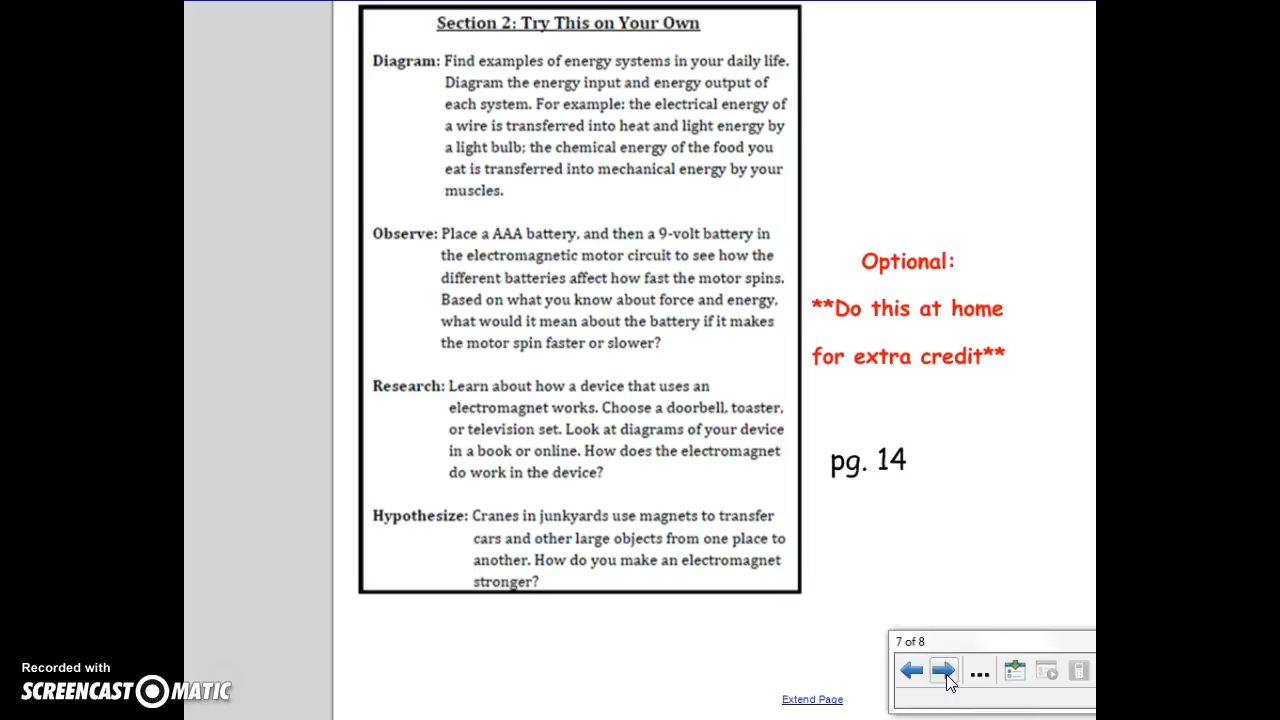 Section 2: Try This on Your Own
Diagram: Find examples of energy systems in your daily life.
Diagram the energy input and energy output of
each system. For example: the electrical energy of
a wire is transferred into heat and light energy by
a light bulb; the chemical energy of the food you
eat is transferred into mechanical energy by your
muscles.
Observe: Place a AAA battery, and then a 9-volt battery in
the electromagnetic motor circuit to see how the
different batteries affect how fast the motor spins.
Based on what you know about force and energy,
what would it mean about the battery if it makes
the motor spin faster or slower?
Research: Learn about how a device that uses an
electromagnet works. Choose a doorbell, toaster,
or television set. Look at diagrams of your device
in a book or online. How does the electromagnet
do work in the device?
Hypothesize: Cranes in junkyards use magnets to transfer
cars and other large objects from one place to
another. How do you make an electromagnet
stronger?
Optional:
**Do this at home
for extra credit**
pg. 14
7 of 8
...
Extend Page
Recorded with
SCREENCAST MATIC